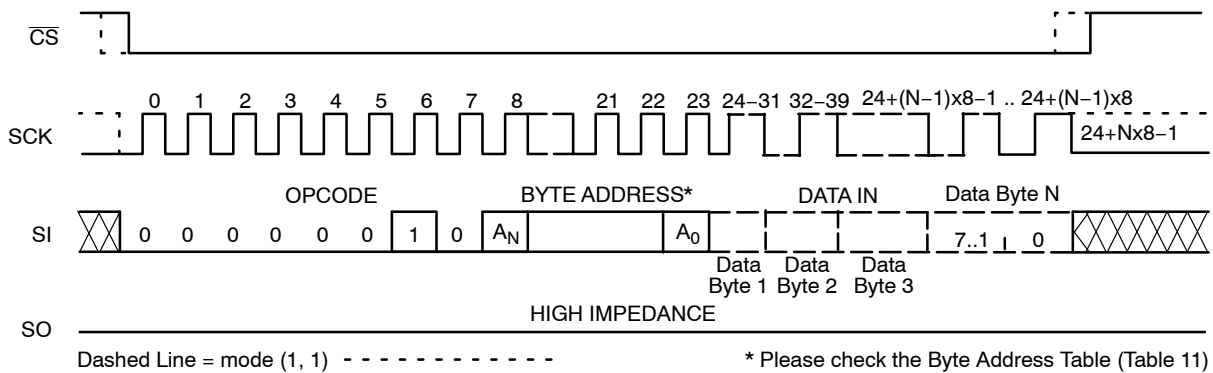 CS
0 1 2 3 4 5 6 7 8 21 22 23 24–31 32–39 24+(N–1)x8–1 .. 24+(N–1)x8
SCK
24+Nx8–1
OPCODE BYTE ADDRESS* DATA IN Data Byte N
SI
0 0 0 0 0 0 1 0 AN A0 7..1 0
Data Byte 1
Data Byte 2
Data Byte 3
HIGH IMPEDANCE
SO
Dashed Line = mode (1, 1)
* Please check the Byte Address Table (Table 11)